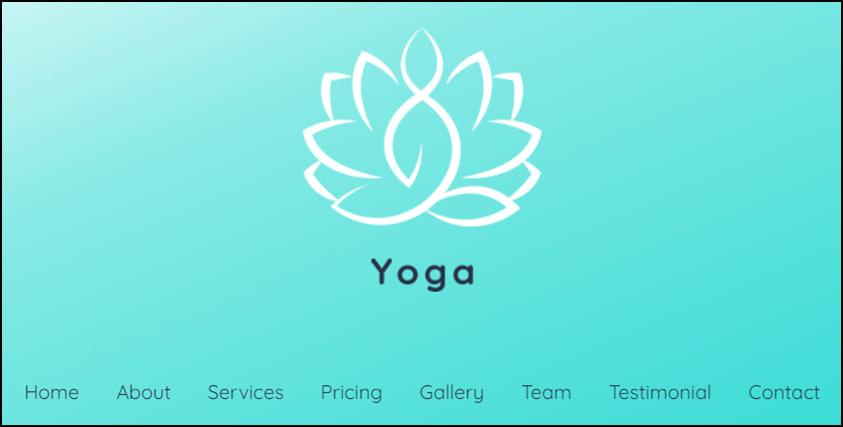 Yoga
Home About Services Pricing Gallery Team Testimonial Contact